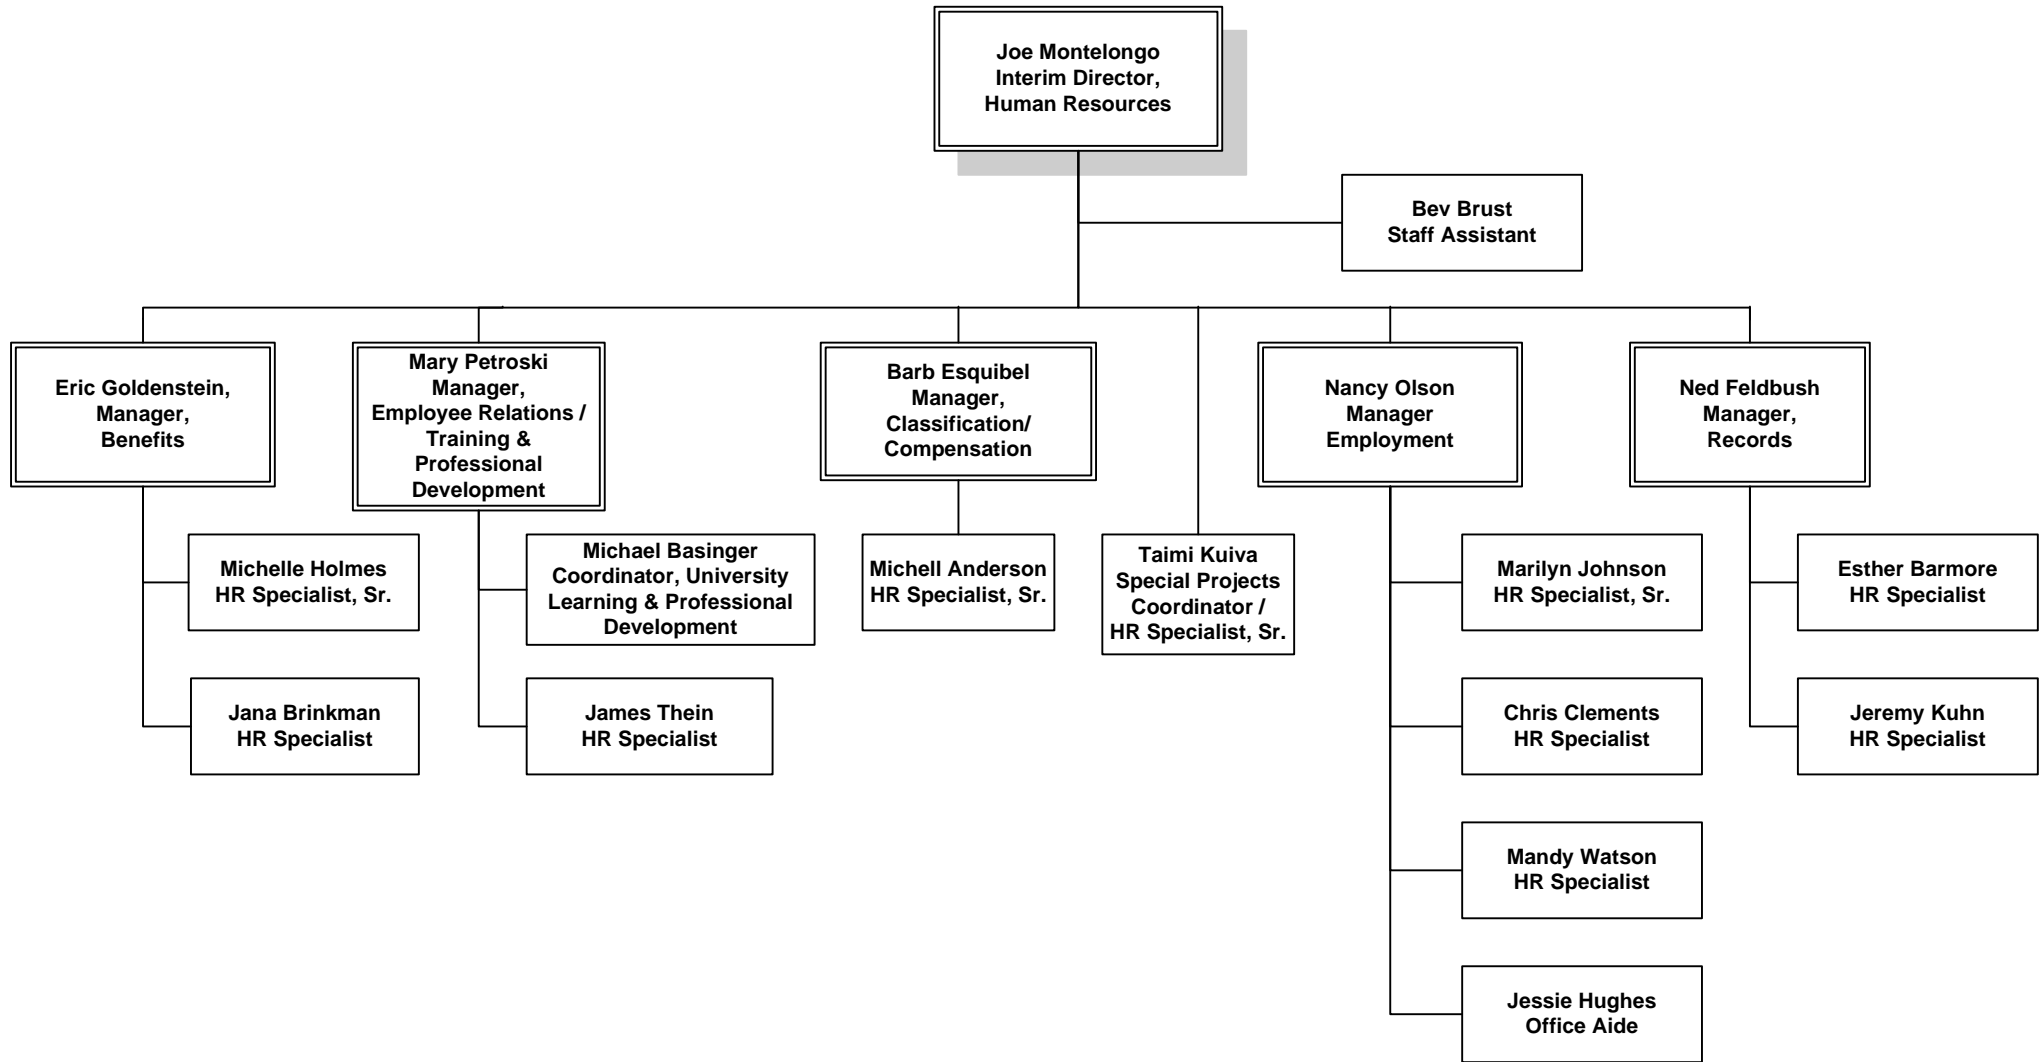 Joe Montelongo
Interim Director,
Human Resources
Bev Brust
Staff Assistant
Eric Goldenstein,
Manager,
Benefits
Mary Petroski
Manager,
Employee Relations /
Training &
Professional
Development
Barb Esquibel
Manager,
Classification/
Compensation
Nancy Olson
Manager
Employment
Ned Feldbush
Manager,
Records
Michelle Holmes
HR Specialist, Sr.
Michael Basinger
Coordinator, University
Learning & Professional
Development
Michell Anderson
HR Specialist, Sr.
Taimi Kuiva
Special Projects
Coordinator /
HR Specialist, Sr.
Marilyn Johnson
HR Specialist, Sr.
Esther Barmore
HR Specialist
Jana Brinkman
HR Specialist
James Thein
HR Specialist
Chris Clements
HR Specialist
Jeremy Kuhn
HR Specialist
Mandy Watson
HR Specialist
Jessie Hughes
Office Aide